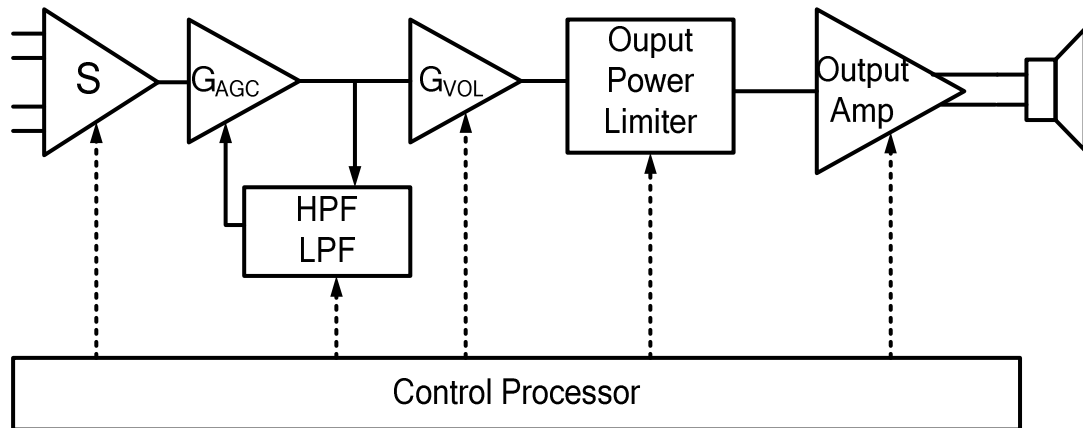 S
GAGC
GVOL
Ouput
Power
Limiter
Output
Amp
HPF
LPF
Control Processor